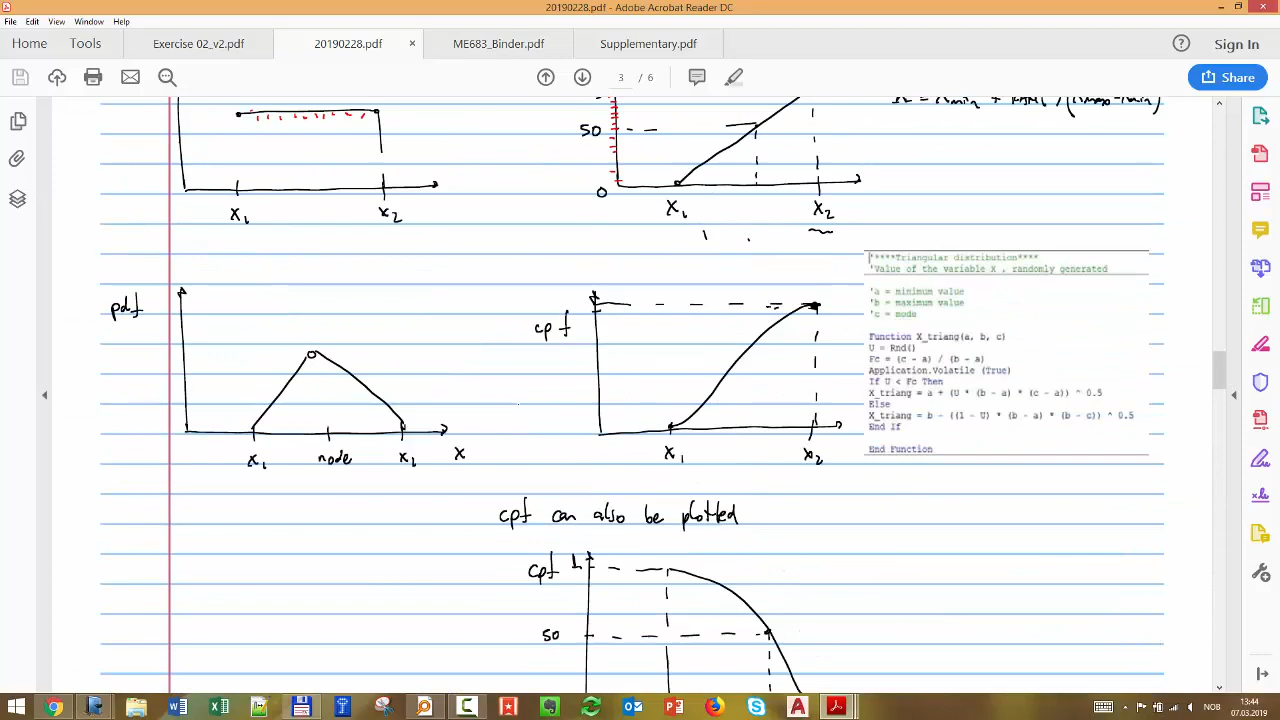 20190228.pdf - Adobe Acrobat Reader DC
File Edit View Window Help
Home Tools Exercise 02_v2.pdf 20190228.pdf × ME683_Binder.pdf Supplementary.pdf Sign In
3 / 6 Share
50
0
x1 x2
x1 x2
'****Triangular distribution****
'Value of the variable X , randomly generated
'a = minimum value
'b = maximum value
'c = mode
Function X_triang(a, b, c)
U = Rnd()
Fc = (c - a) / (b - a)
Application.Volatile (True)
If U < Fc Then
X_triang = a + (U * (b - a) * (c - a)) ^ 0.5
Else
X_triang = b - ((1 - U) * (b - a) * (b - c)) ^ 0.5
End If
End Function
pdf
cpf
x1 mode x2 x
x1 x2
cpf can also be plotted
cpf 1
50
NOB 13:44
07.03.2019